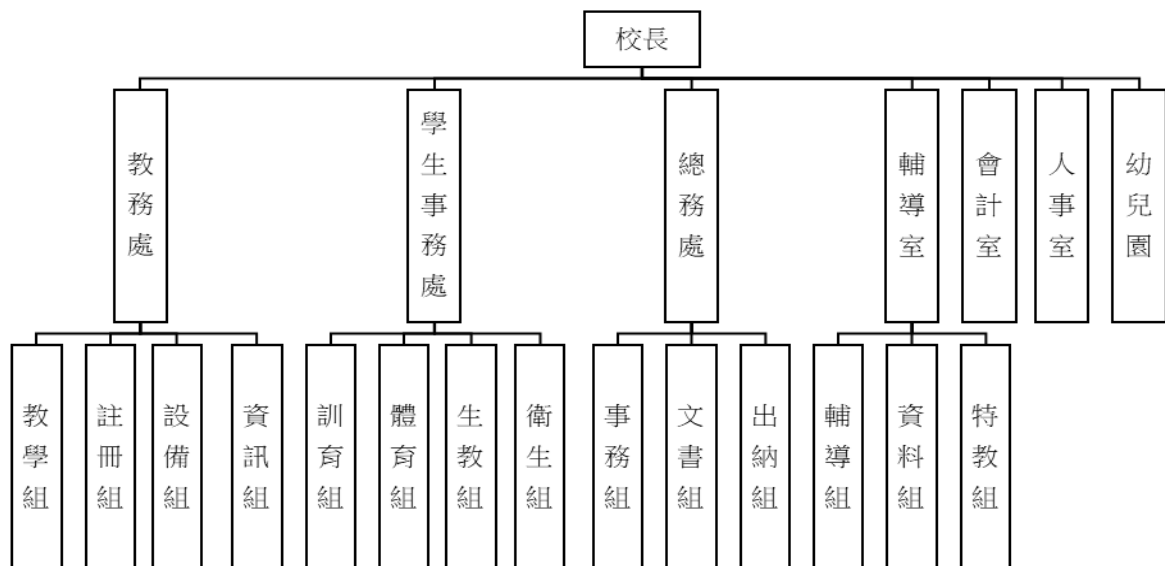 校長
教務處
學生事務處
總務處
輔導室
會計室
人事室
幼兒園
教學組
註冊組
設備組
資訊組
訓育組
體育組
生教組
衛生組
事務組
文書組
出納組
輔導組
資料組
特教組